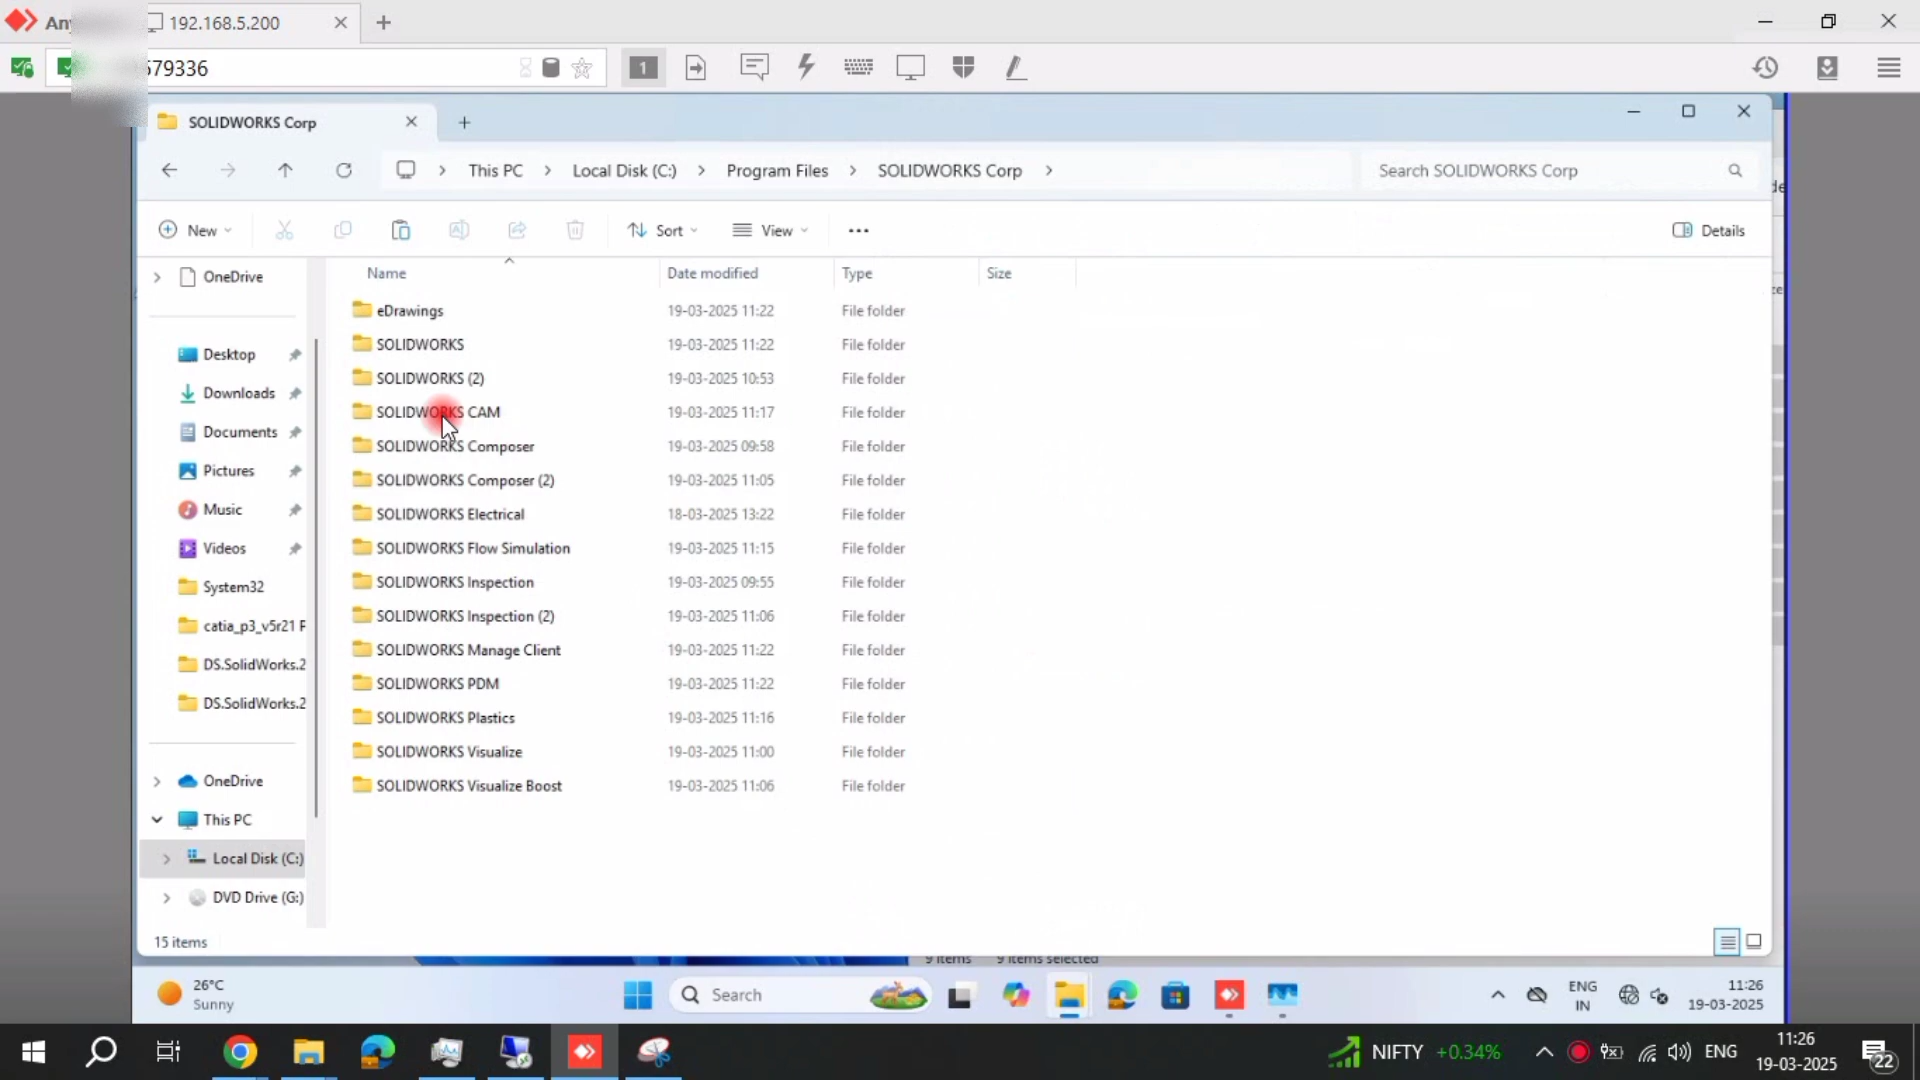 192.168.5.200
579336
1
SOLIDWORKS Corp
This PC > Local Disk (C:) > Program Files > SOLIDWORKS Corp >
Search SOLIDWORKS Corp
New
Sort
View
Details
Name Date modified Type Size
eDrawings 19-03-2025 11:22 File folder
SOLIDWORKS 19-03-2025 11:22 File folder
SOLIDWORKS (2) 19-03-2025 10:53 File folder
SOLIDWORKS CAM 19-03-2025 11:17 File folder
SOLIDWORKS Composer 19-03-2025 09:58 File folder
SOLIDWORKS Composer (2) 19-03-2025 11:05 File folder
SOLIDWORKS Electrical 18-03-2025 13:22 File folder
SOLIDWORKS Flow Simulation 19-03-2025 11:15 File folder
SOLIDWORKS Inspection 19-03-2025 09:55 File folder
SOLIDWORKS Inspection (2) 19-03-2025 11:06 File folder
SOLIDWORKS Manage Client 19-03-2025 11:22 File folder
SOLIDWORKS PDM 19-03-2025 11:22 File folder
SOLIDWORKS Plastics 19-03-2025 11:16 File folder
SOLIDWORKS Visualize 19-03-2025 11:00 File folder
SOLIDWORKS Visualize Boost 19-03-2025 11:06 File folder
OneDrive
Desktop
Downloads
Documents
Pictures
Music
Videos
System32
catia_p3_v5r21 F
DS.SolidWorks.2
DS.SolidWorks.2
OneDrive
This PC
Local Disk (C:)
DVD Drive (G:)
15 items
9 items 9 items selected
26°C
Sunny
Search
ENG
IN
11:26
19-03-2025
NIFTY +0.34%
ENG
11:26
19-03-2025
22